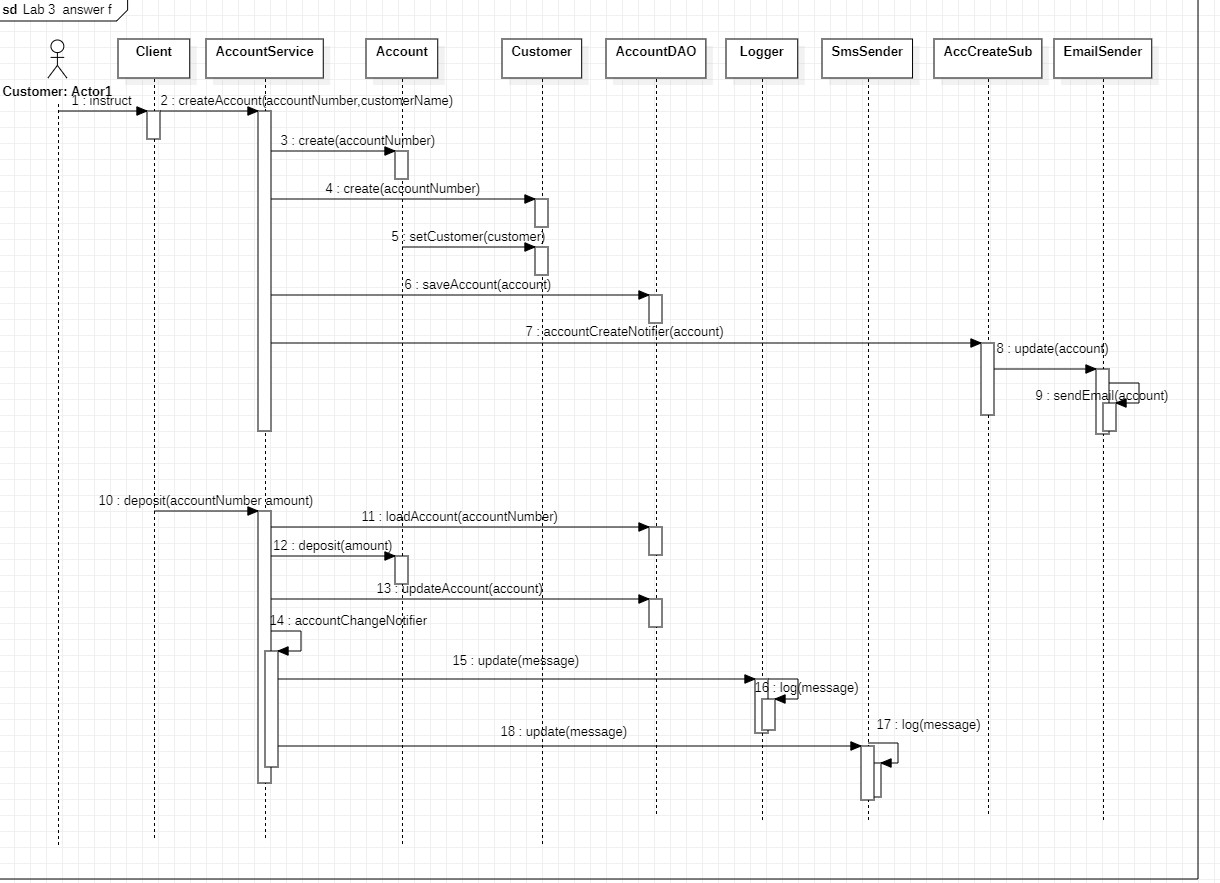 sd Lab 3 answer f
Client
AccountService
Account
Customer
AccountDAO
Logger
SmsSender
AccCreateSub
EmailSender
Customer: Actor1
1 : instruct
2 : createAccount(accountNumber,customerName)
3 : create(accountNumber)
4 : create(accountNumber)
5 : setCustomer(customer)
6 : saveAccount(account)
7 : accountCreateNotifier(account)
8 : update(account)
9 : sendEmail(account)
10 : deposit(accountNumber,amount)
11 : loadAccount(accountNumber)
12 : deposit(amount)
13 : updateAccount(account)
14 : accountChangeNotifier
15 : update(message)
16 : log(message)
17 : log(message)
18 : update(message)